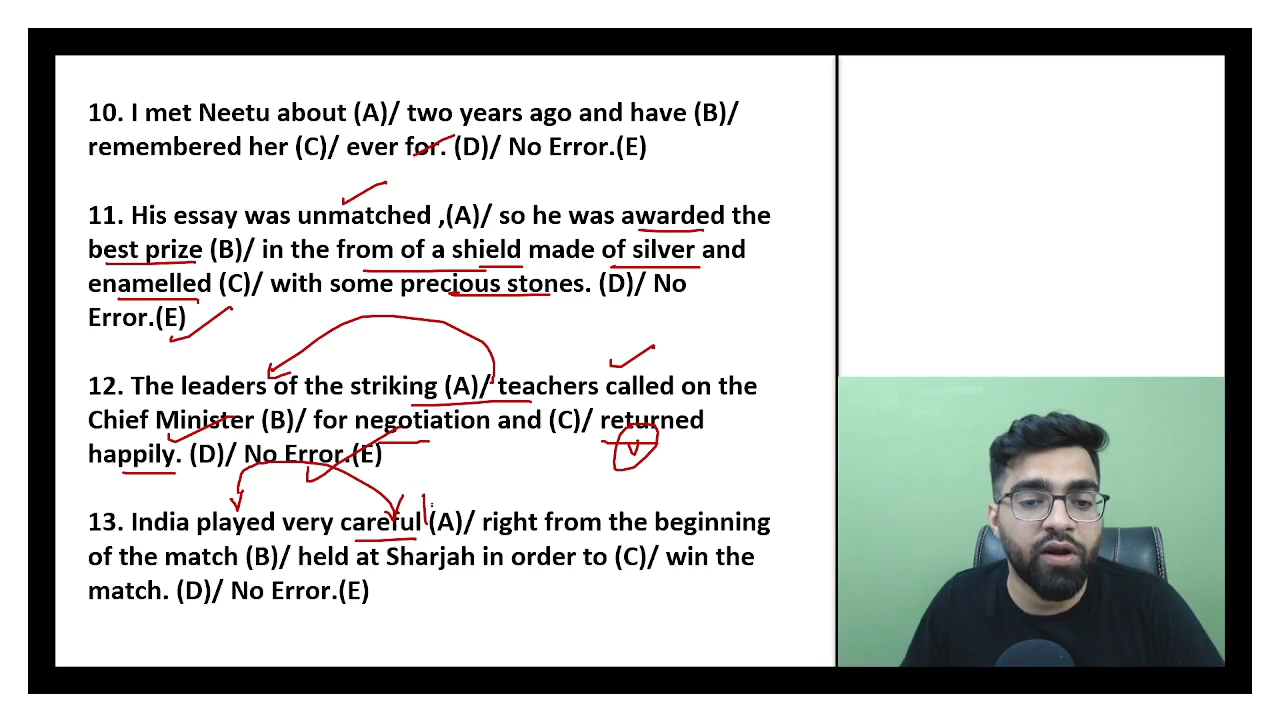 10. I met Neetu about (A)/ two years ago and have (B)/
remembered her (C)/ ever for. (D)/ No Error.(E)
11. His essay was unmatched ,(A)/ so he was awarded the
best prize (B)/ in the from of a shield made of silver and
enamelled (C)/ with some precious stones. (D)/ No
Error.(E)
12. The leaders of the striking (A)/ teachers called on the
Chief Minister (B)/ for negotiation and (C)/ returned
happily. (D)/ No Error.(E)
V
13. India played very careful (A)/ right from the beginning
of the match (B)/ held at Sharjah in order to (C)/ win the
match. (D)/ No Error.(E)